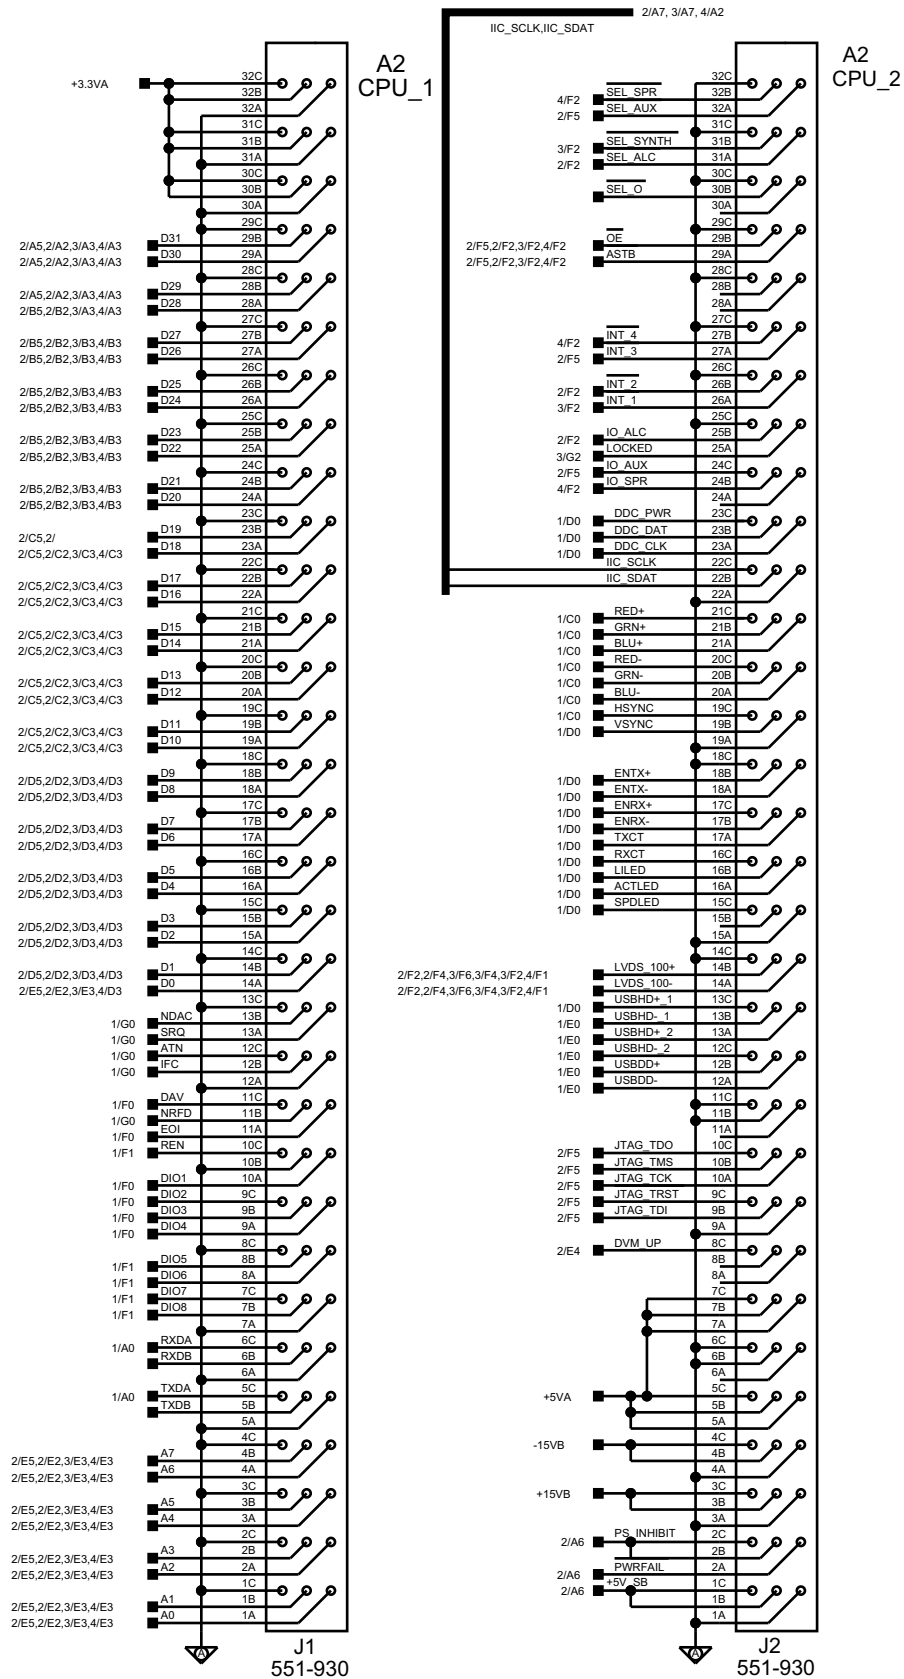 2/A7, 3/A7, 4/A2
IIC_SCLK,IIC_SDAT
A2
CPU_1
+3.3VA
32C
32B
32A
31C
31B
31A
30C
30B
30A
29C
2/A5,2/A2,3/A3,4/A3 D31 29B
2/A5,2/A2,3/A3,4/A3 D30 29A
28C
2/A5,2/A2,3/A3,4/A3 D29 28B
2/B5,2/B2,3/A3,4/A3 D28 28A
27C
2/B5,2/B2,3/B3,4/B3 D27 27B
2/B5,2/B2,3/B3,4/B3 D26 27A
26C
2/B5,2/B2,3/B3,4/B3 D25 26B
2/B5,2/B2,3/B3,4/B3 D24 26A
25C
2/B5,2/B2,3/B3,4/B3 D23 25B
2/B5,2/B2,3/B3,4/B3 D22 25A
24C
2/B5,2/B2,3/B3,4/B3 D21 24B
2/B5,2/B2,3/B3,4/B3 D20 24A
23C
2/C5,2/ D19 23B
2/C5,2/C2,3/C3,4/C3 D18 23A
22C
2/C5,2/C2,3/C3,4/C3 D17 22B
2/C5,2/C2,3/C3,4/C3 D16 22A
21C
2/C5,2/C2,3/C3,4/C3 D15 21B
2/C5,2/C2,3/C3,4/C3 D14 21A
20C
2/C5,2/C2,3/C3,4/C3 D13 20B
2/C5,2/C2,3/C3,4/C3 D12 20A
19C
2/C5,2/C2,3/C3,4/C3 D11 19B
2/C5,2/C2,3/C3,4/C3 D10 19A
18C
2/D5,2/D2,3/D3,4/D3 D9 18B
2/D5,2/D2,3/D3,4/D3 D8 18A
17C
2/D5,2/D2,3/D3,4/D3 D7 17B
2/D5,2/D2,3/D3,4/D3 D6 17A
16C
2/D5,2/D2,3/D3,4/D3 D5 16B
2/D5,2/D2,3/D3,4/D3 D4 16A
15C
2/D5,2/D2,3/D3,4/D3 D3 15B
2/D5,2/D2,3/D3,4/D3 D2 15A
14C
2/D5,2/D2,3/D3,4/D3 D1 14B
2/E5,2/E2,3/E3,4/D3 D0 14A
13C
1/G0 NDAC 13B
1/G0 SRQ 13A
1/G0 ATN 12C
1/G0 IFC 12B
12A
1/F0 DAV 11C
1/G0 NRFD 11B
1/F0 EOI 11A
1/F1 REN 10C
10B
1/F0 DIO1 10A
1/F0 DIO2 9C
1/F0 DIO3 9B
1/F0 DIO4 9A
8C
1/F1 DIO5 8B
1/F1 DIO6 8A
1/F1 DIO7 7C
1/F1 DIO8 7B
7A
1/A0 RXDA 6C
RXDB 6B
6A
1/A0 TXDA 5C
TXDB 5B
5A
4C
2/E5,2/E2,3/E3,4/E3 A7 4B
2/E5,2/E2,3/E3,4/E3 A6 4A
3C
2/E5,2/E2,3/E3,4/E3 A5 3B
2/E5,2/E2,3/E3,4/E3 A4 3A
2C
2/E5,2/E2,3/E3,4/E3 A3 2B
2/E5,2/E2,3/E3,4/E3 A2 2A
1C
2/E5,2/E2,3/E3,4/E3 A1 1B
2/E5,2/E2,3/E3,4/E3 A0 1A
A
J1
551-930
A2
CPU_2
32C
4/F2 SEL_SPR 32B
2/F5 SEL_AUX 32A
31C
3/F2 SEL_SYNTH 31B
2/F2 SEL_ALC 31A
30C
SEL_O 30B
30A
29C
2/F5,2/F2,3/F2,4/F2 OE 29B
2/F5,2/F2,3/F2,4/F2 ASTB 29A
28C
28B
28A
27C
4/F2 INT_4 27B
2/F5 INT_3 27A
26C
2/F2 INT_2 26B
3/F2 INT_1 26A
25C
2/F2 IO_ALC 25B
3/G2 LOCKED 25A
2/F5 IO_AUX 24C
4/F2 IO_SPR 24B
24A
1/D0 DDC_PWR 23C
1/D0 DDC_DAT 23B
1/D0 DDC_CLK 23A
IIC_SCLK 22C
IIC_SDAT 22B
22A
1/C0 RED+ 21C
1/C0 GRN+ 21B
1/C0 BLU+ 21A
1/C0 RED- 20C
1/C0 GRN- 20B
1/C0 BLU- 20A
1/C0 HSYNC 19C
1/D0 VSYNC 19B
19A
18C
1/D0 ENTX+ 18B
1/D0 ENTX- 18A
1/D0 ENRX+ 17C
1/D0 ENRX- 17B
1/D0 TXCT 17A
1/D0 RXCT 16C
1/D0 LILED 16B
1/D0 ACTLED 16A
1/D0 SPDLED 15C
15B
15A
14C
2/F2,2/F4,3/F6,3/F4,3/F2,4/F1 LVDS_100+ 14B
2/F2,2/F4,3/F6,3/F4,3/F2,4/F1 LVDS_100- 14A
1/D0 USBHD+_1 13C
1/E0 USBHD-_1 13B
1/E0 USBHD+_2 13A
1/E0 USBHD-_2 12C
1/E0 USBDD+ 12B
1/E0 USBDD- 12A
11C
11B
11A
2/F5 JTAG_TDO 10C
2/F5 JTAG_TMS 10B
2/F5 JTAG_TCK 10A
2/F5 JTAG_TRST 9C
2/F5 JTAG_TDI 9B
9A
2/E4 DVM_UP 8C
8B
8A
7C
7B
7A
6C
6B
6A
+5VA 5C
5B
5A
-15VB 4C
4B
4A
+15VB 3C
3B
3A
2/A6 PS_INHIBIT 2C
2B
2/A6 PWRFAIL 2A
2/A6 +5V_SB 1C
1B
1A
A
J2
551-930